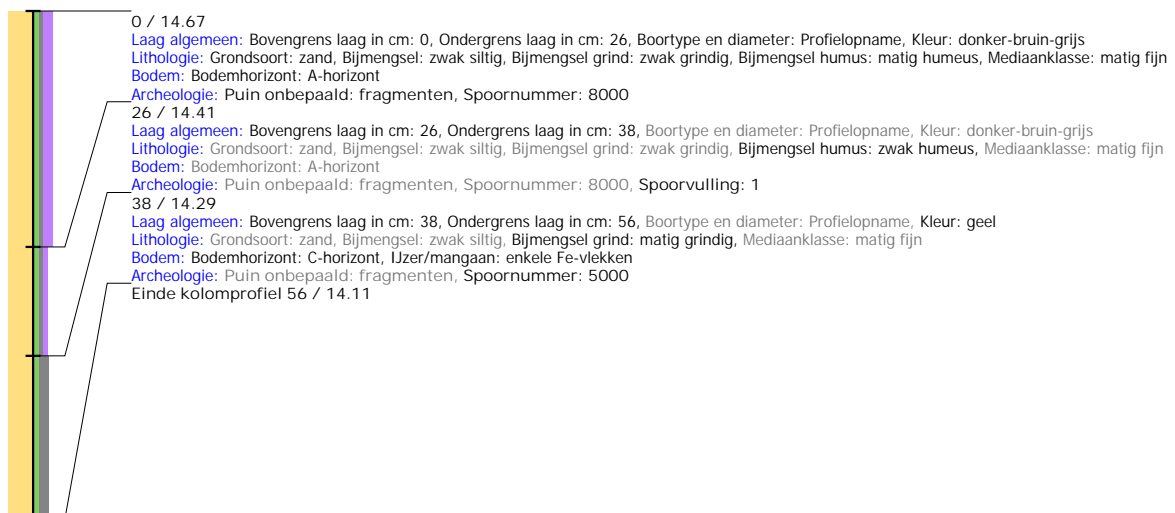 0 / 14.67
Laag algemeen: Bovengrens laag in cm: 0, Ondergrens laag in cm: 26, Boortype en diameter: Profielopname, Kleur: donker-bruin-grijs
Lithologie: Grondsoort: zand, Bijmengsel: zwak siltig, Bijmengsel grind: zwak grindig, Bijmengsel humus: matig humeus, Mediaanklasse: matig fijn
Bodem: Bodemhorizont: A-horizont
Archeologie: Puin onbepaald: fragmenten, Spoornummer: 8000
26 / 14.41
Laag algemeen: Bovengrens laag in cm: 26, Ondergrens laag in cm: 38, Boortype en diameter: Profielopname, Kleur: donker-bruin-grijs
Lithologie: Grondsoort: zand, Bijmengsel: zwak siltig, Bijmengsel grind: zwak grindig, Bijmengsel humus: zwak humeus, Mediaanklasse: matig fijn
Bodem: Bodemhorizont: A-horizont
Archeologie: Puin onbepaald: fragmenten, Spoornummer: 8000, Spoorvulling: 1
38 / 14.29
Laag algemeen: Bovengrens laag in cm: 38, Ondergrens laag in cm: 56, Boortype en diameter: Profielopname, Kleur: geel
Lithologie: Grondsoort: zand, Bijmengsel: zwak siltig, Bijmengsel grind: matig grindig, Mediaanklasse: matig fijn
Bodem: Bodemhorizont: C-horizont, IJzer/mangaan: enkele Fe-vlekken
Archeologie: Puin onbepaald: fragmenten, Spoornummer: 5000
Einde kolomprofiel 56 / 14.11